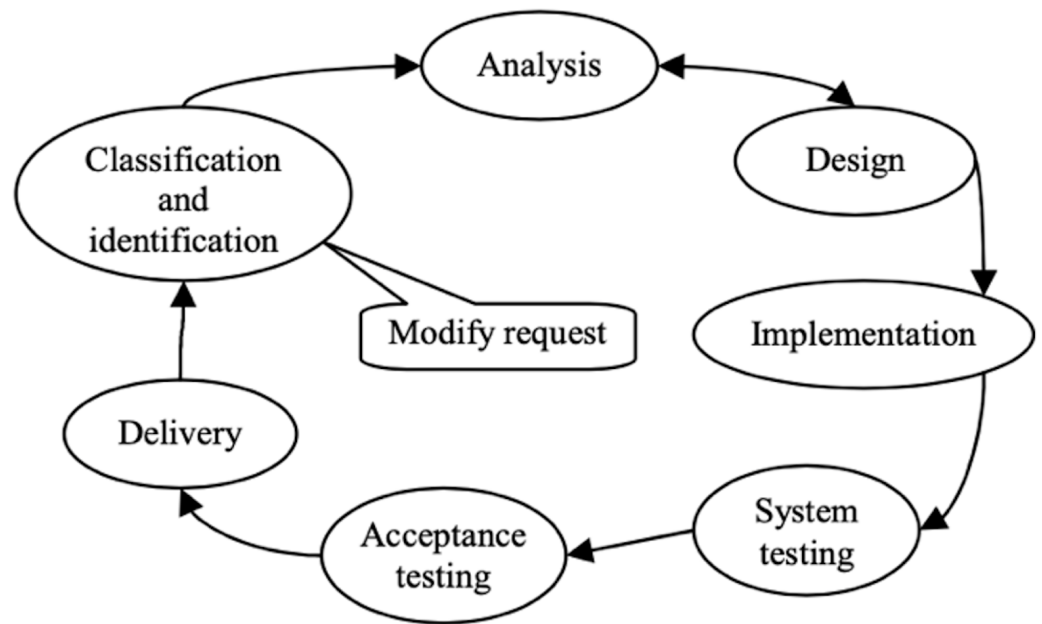 Analysis
Classification
and
identification
Design
Modify request
Implementation
Delivery
System
testing
Acceptance
testing